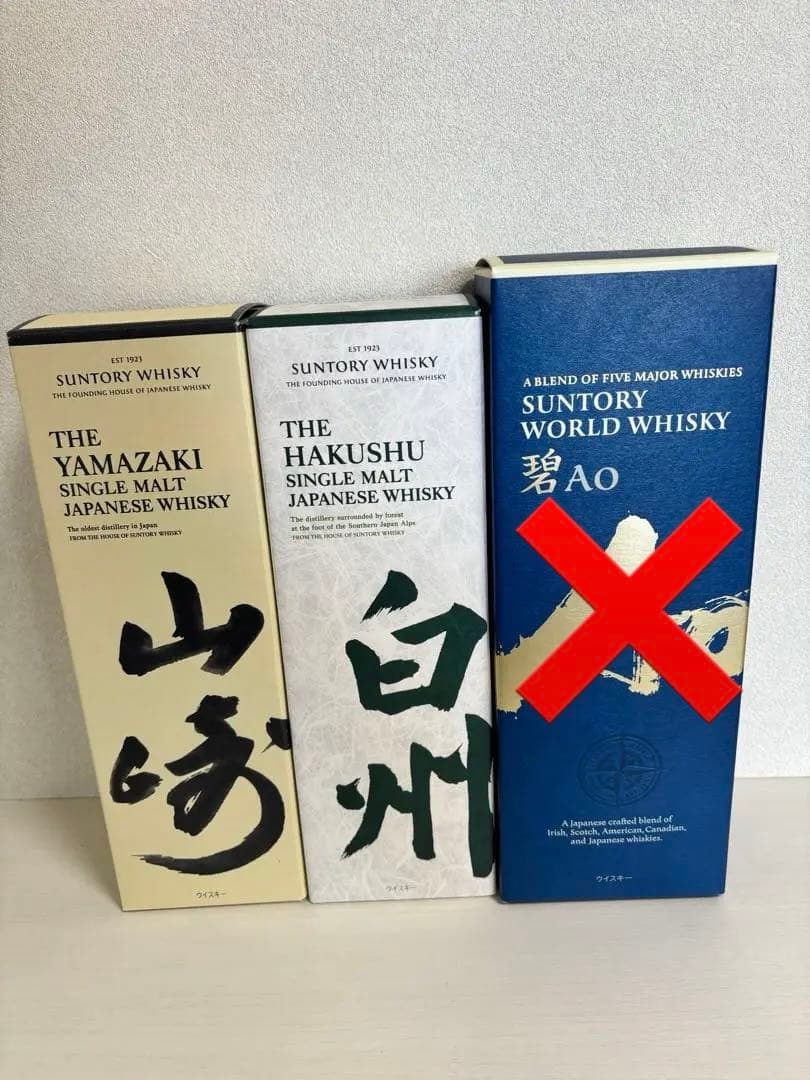 EST 1923
SUNTORY WHISKY
THE FOUNDING HOUSE OF JAPANESE WHISKY
THE
YAMAZAKI
SINGLE MALT
JAPANESE WHISKY
The oldest distillery in Japan
FROM THE HOUSE OF SUNTORY WHISKY
山
崎
ウイスキー
EST 1923
SUNTORY WHISKY
THE FOUNDING HOUSE OF JAPANESE WHISKY
THE
HAKUSHU
SINGLE MALT
JAPANESE WHISKY
The distillery surrounded by forest
at the foot of the Southern Japan Alps
FROM THE HOUSE OF SUNTORY WHISKY
白
州
ウイスキー
A BLEND OF FIVE MAJOR WHISKIES
SUNTORY
WORLD WHISKY
碧 AO
A Japanese crafted blend of
Irish, Scotch, American, Canadian,
and Japanese whiskies.
ウイスキー